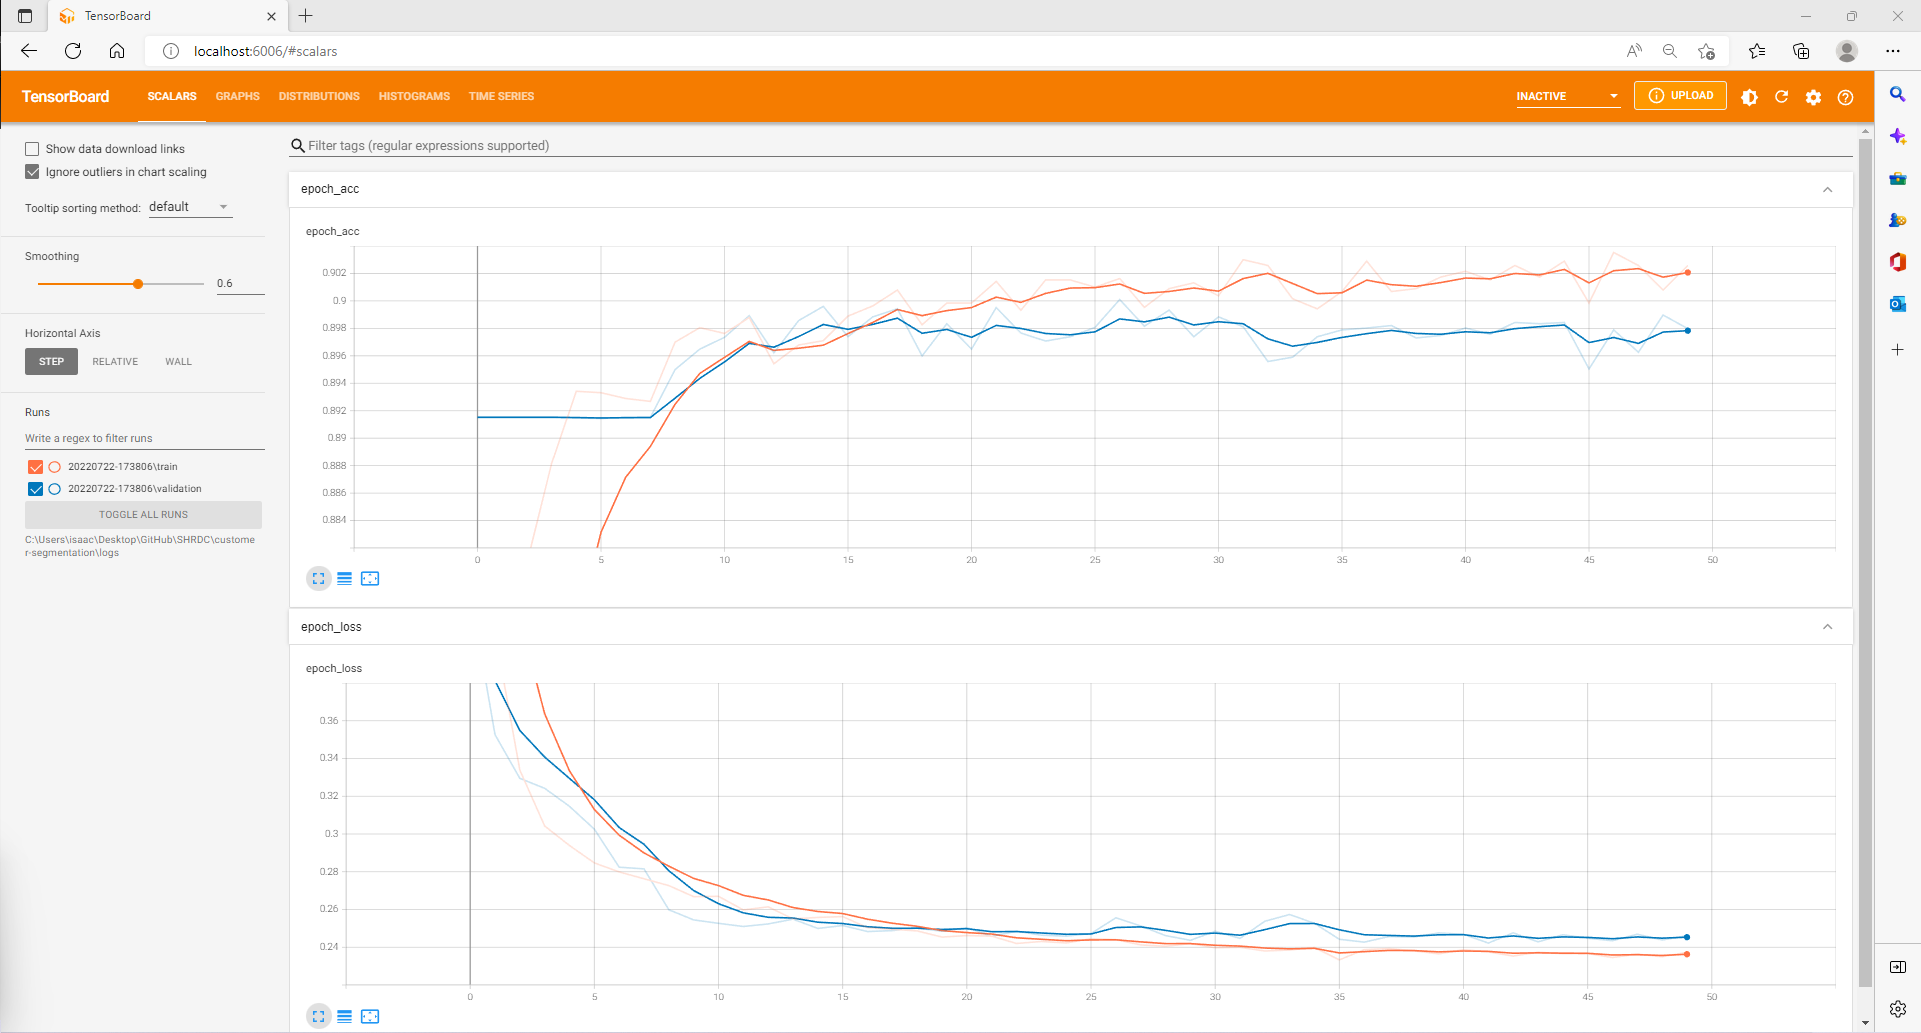 TensorBoard
localhost:6006/#scalars
TensorBoard SCALARS GRAPHS DISTRIBUTIONS HISTOGRAMS TIME SERIES INACTIVE UPLOAD
Show data download links
Ignore outliers in chart scaling
Tooltip sorting method: default
Smoothing
0.6
Horizontal Axis
STEP RELATIVE WALL
Runs
Write a regex to filter runs
20220722-173806\train
20220722-173806\validation
TOGGLE ALL RUNS
C:\Users\isaac\Desktop\GitHub\SHRDC\custome
r-segmentation\logs
Filter tags (regular expressions supported)
epoch_acc
epoch_acc
0.902
0.9
0.898
0.896
0.894
0.892
0.89
0.888
0.886
0.884
0 5 10 15 20 25 30 35 40 45 50
epoch_loss
epoch_loss
0.36
0.34
0.32
0.3
0.28
0.26
0.24
0 5 10 15 20 25 30 35 40 45 50